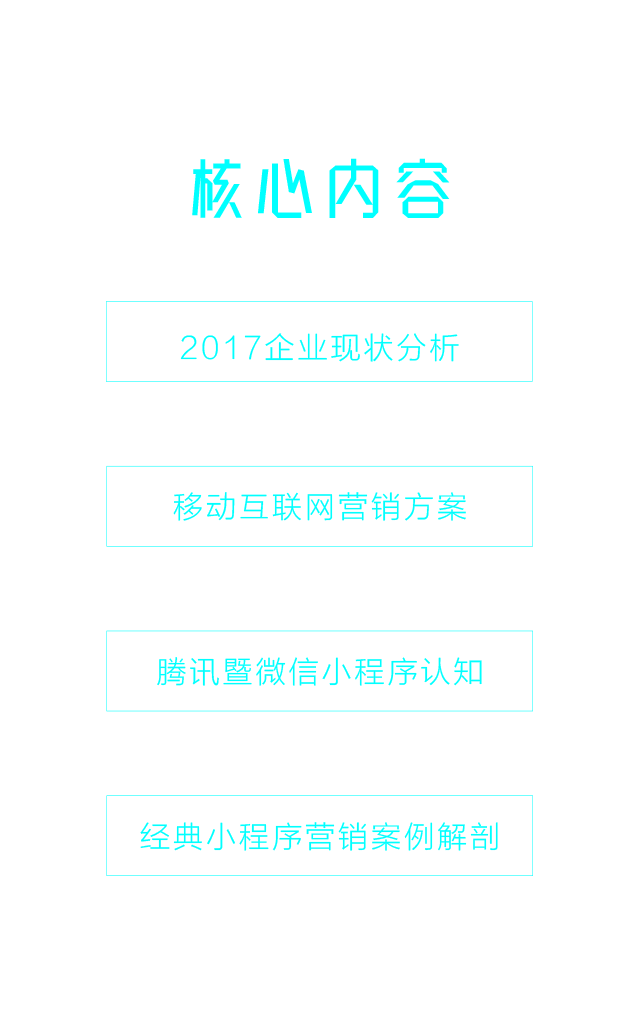 核心内容
2017企业现状分析
移动互联网营销方案
腾讯暨微信小程序认知
经典小程序营销案例解剖